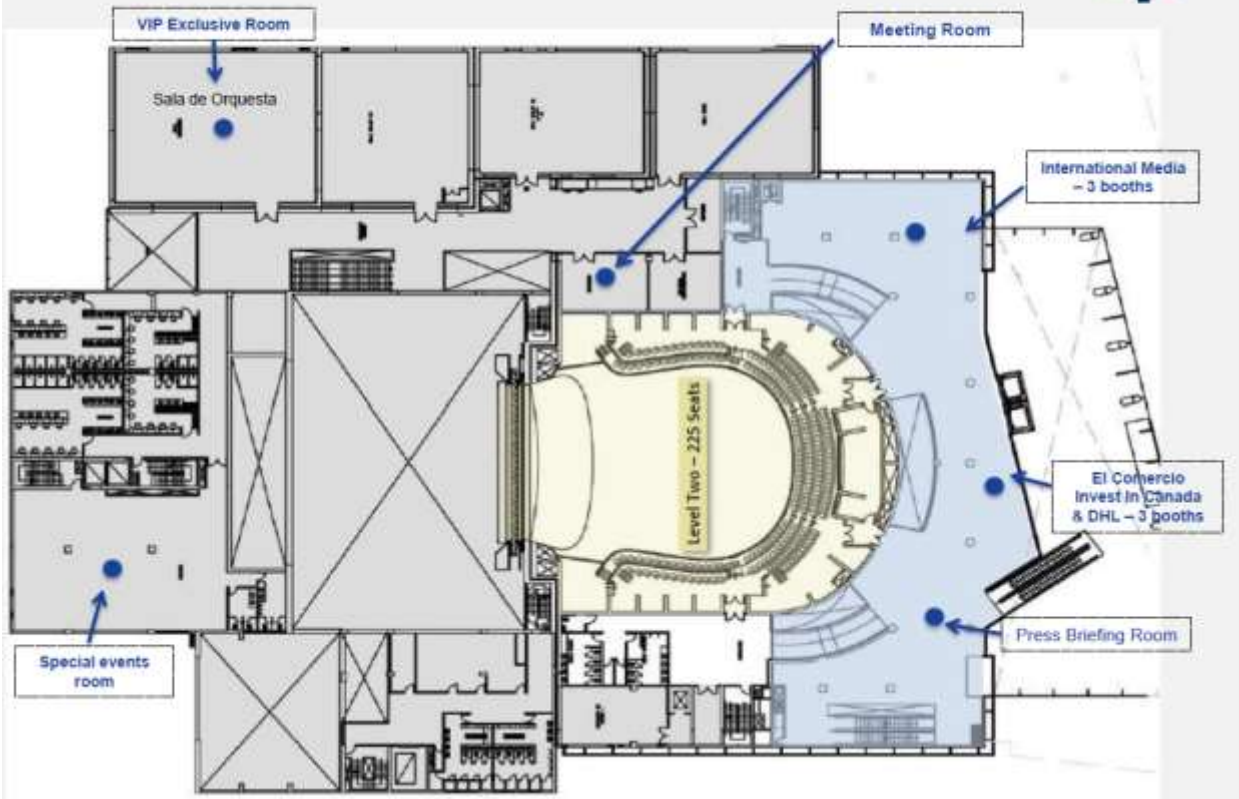 VIP Exclusive Room
Meeting Room
Sala de Orquesta
International Media
– 3 booths
Level Two – 225 Seats
El Comercio
Invest in Canada
& DHL – 3 booths
Press Briefing Room
Special events
room